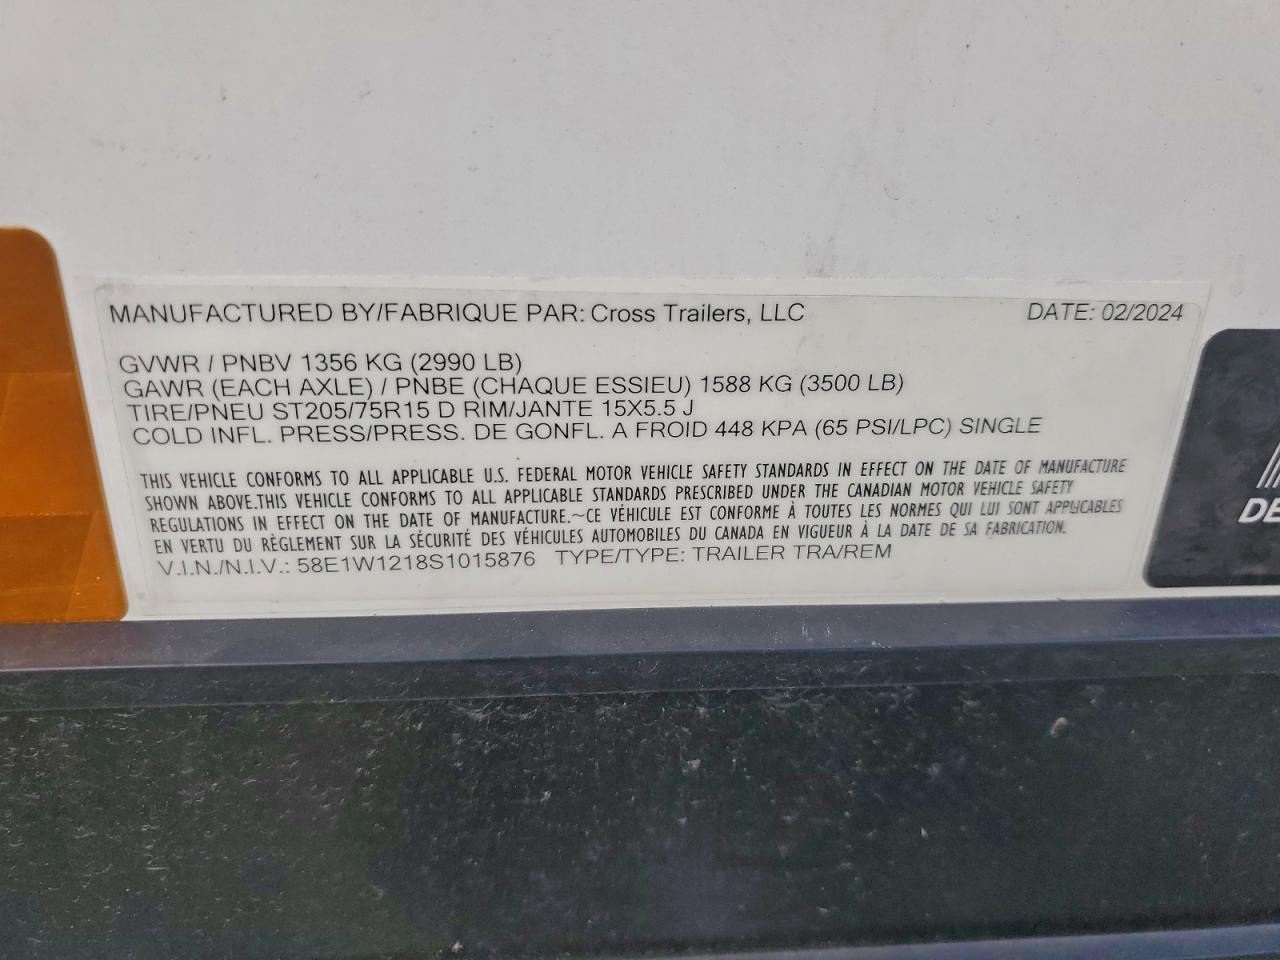 MANUFACTURED BY/FABRIQUE PAR: Cross Trailers, LLC DATE: 02/2024
GVWR / PNBV 1356 KG (2990 LB)
GAWR (EACH AXLE) / PNBE (CHAQUE ESSIEU) 1588 KG (3500 LB)
TIRE/PNEU ST205/75R15 D RIM/JANTE 15X5.5 J
COLD INFL. PRESS/PRESS. DE GONFL. A FROID 448 KPA (65 PSI/LPC) SINGLE
THIS VEHICLE CONFORMS TO ALL APPLICABLE U.S. FEDERAL MOTOR VEHICLE SAFETY STANDARDS IN EFFECT ON THE DATE OF MANUFACTURE
SHOWN ABOVE.THIS VEHICLE CONFORMS TO ALL APPLICABLE STANDARDS PRESCRIBED UNDER THE CANADIAN MOTOR VEHICLE SAFETY
REGULATIONS IN EFFECT ON THE DATE OF MANUFACTURE.~CE VÉHICULE EST CONFORME À TOUTES LES NORMES QUI LUI SONT APPLICABLES
EN VERTU DU RÈGLEMENT SUR LA SÉCURITÉ DES VÉHICULES AUTOMOBILES DU CANADA EN VIGUEUR À LA DATE DE SA FABRICATION.
V.I.N./N.I.V.: 58E1W1218S1015876 TYPE/TYPE: TRAILER TRA/REM